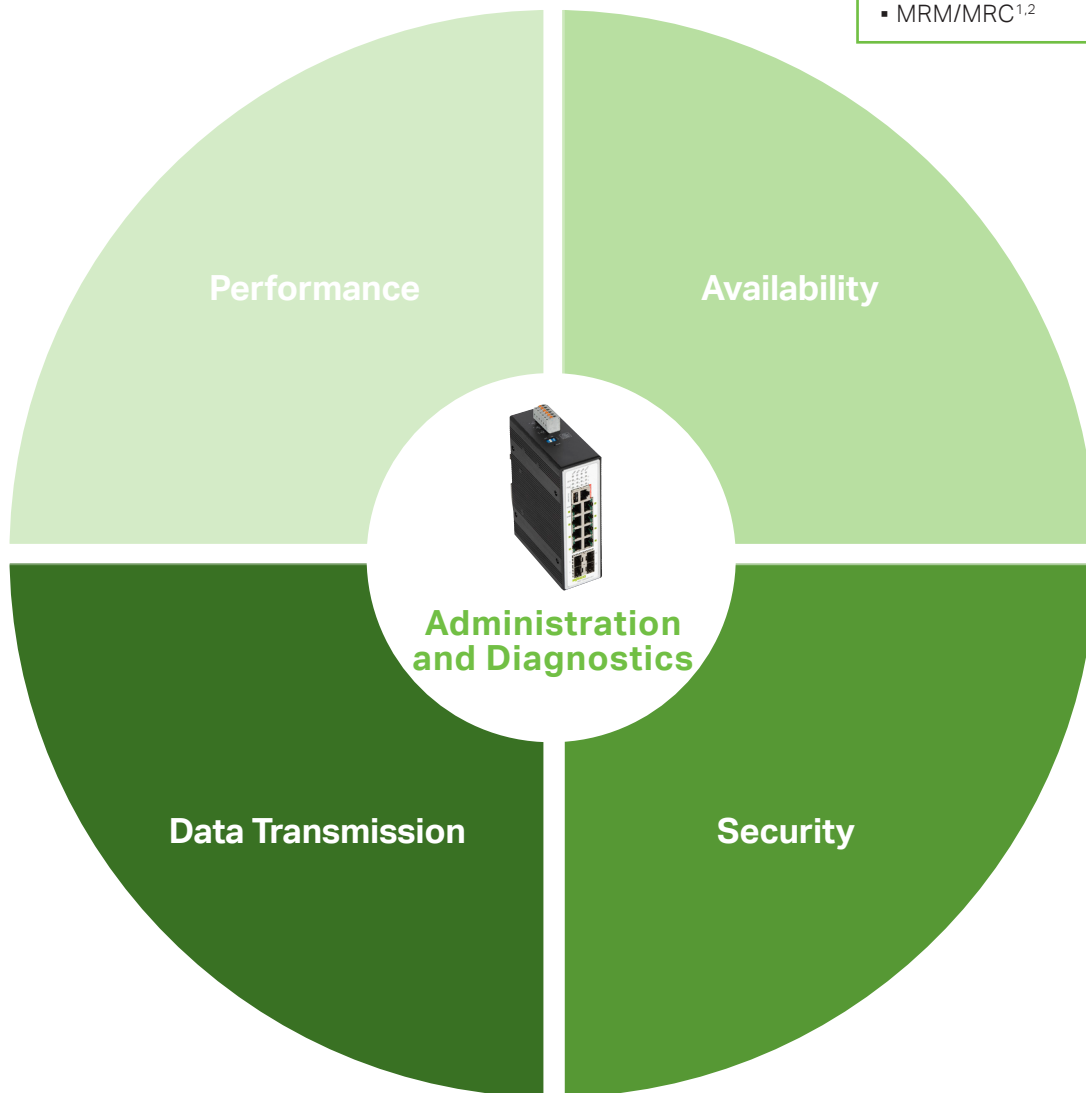 ▪ MRM/MRC1,2
Performance
Availability
Administration
and Diagnostics
Data Transmission
Security